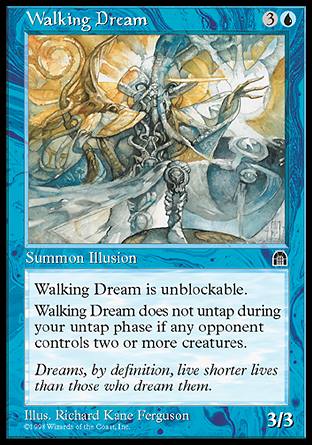 Walking Dream 3
Summon Illusion
Walking Dream is unblockable.
Walking Dream does not untap during
your untap phase if any opponent
controls two or more creatures.
Dreams, by definition, live shorter lives
than those who dream them.
Illus. Richard Kane Ferguson
©1998 Wizards of the Coast, Inc.
3/3